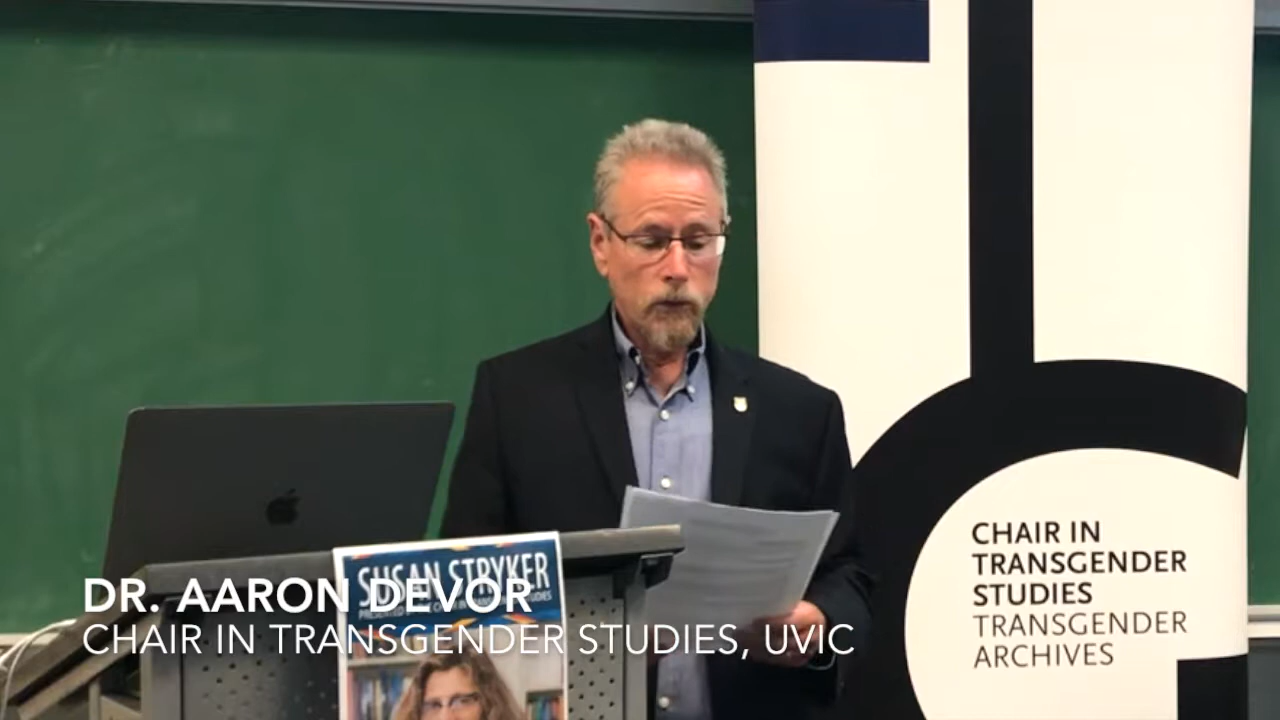 SUSAN STRYKER
DR. AARON DEVOR
CHAIR IN TRANSGENDER STUDIES, UVIC
CHAIR IN
TRANSGENDER
STUDIES
TRANSGENDER
ARCHIVES